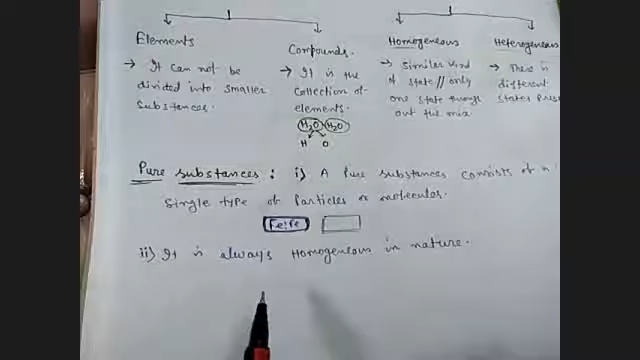 Elements
Compounds.
Homogeneous
Heterogeneous
→ It can not be
divided into smaller
substances.
→ It is the
collection of
elements.
H₂O H₂O
H O
→ Similar kind
of state // only
one state through
out the mix
→ There is
different
states Pres
Pure substances : i) A Pure substances consists of
Single type of Particles or molecules.
Fe:Fe
ii) It is always Homogeneous in nature.